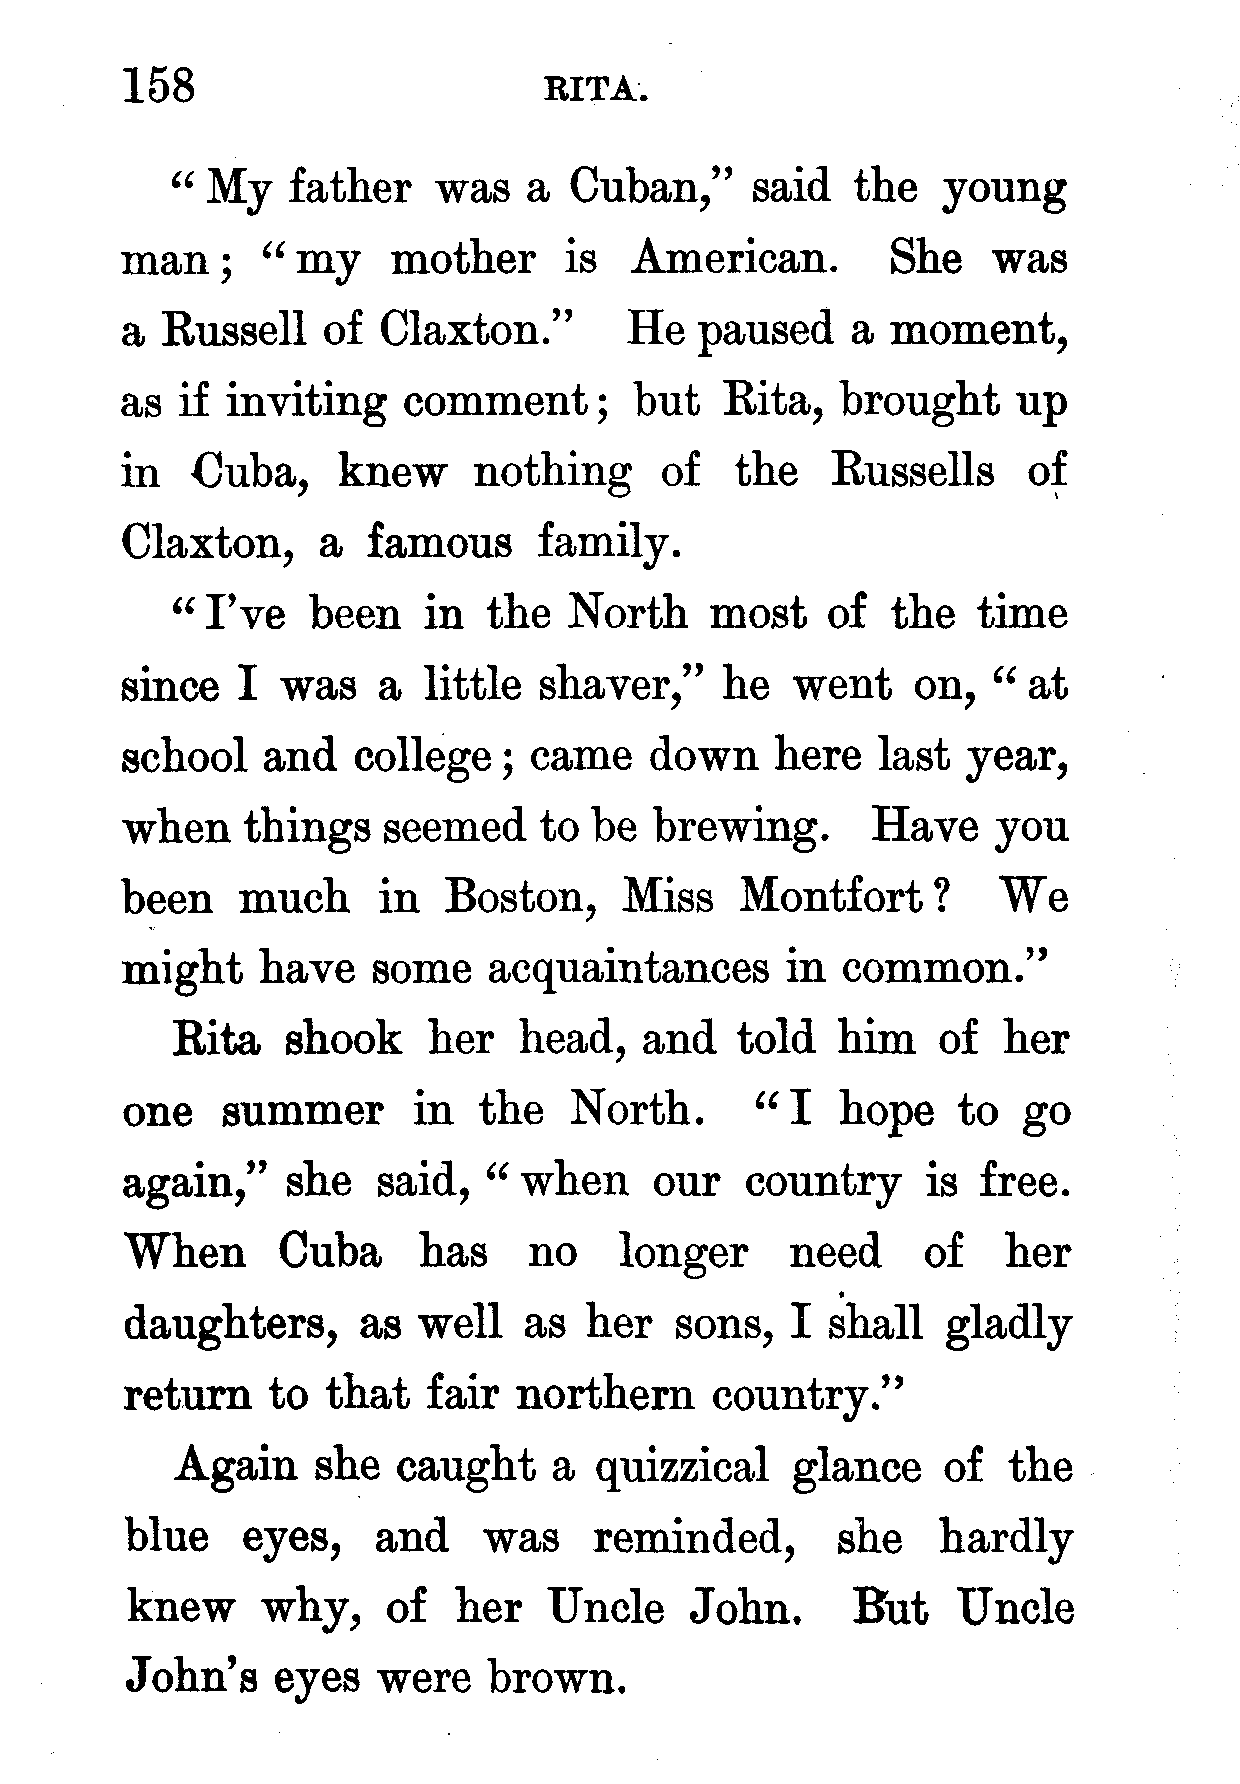 158 RITA.
"My father was a Cuban," said the young
man; "my mother is American. She was
a Russell of Claxton." He paused a moment,
as if inviting comment; but Rita, brought up
in Cuba, knew nothing of the Russells of
Claxton, a famous family.
"I've been in the North most of the time
since I was a little shaver," he went on, "at
school and college; came down here last year,
when things seemed to be brewing. Have you
been much in Boston, Miss Montfort? We
might have some acquaintances in common."
Rita shook her head, and told him of her
one summer in the North. "I hope to go
again," she said, "when our country is free.
When Cuba has no longer need of her
daughters, as well as her sons, I shall gladly
return to that fair northern country."
Again she caught a quizzical glance of the
blue eyes, and was reminded, she hardly
knew why, of her Uncle John. But Uncle
John's eyes were brown.